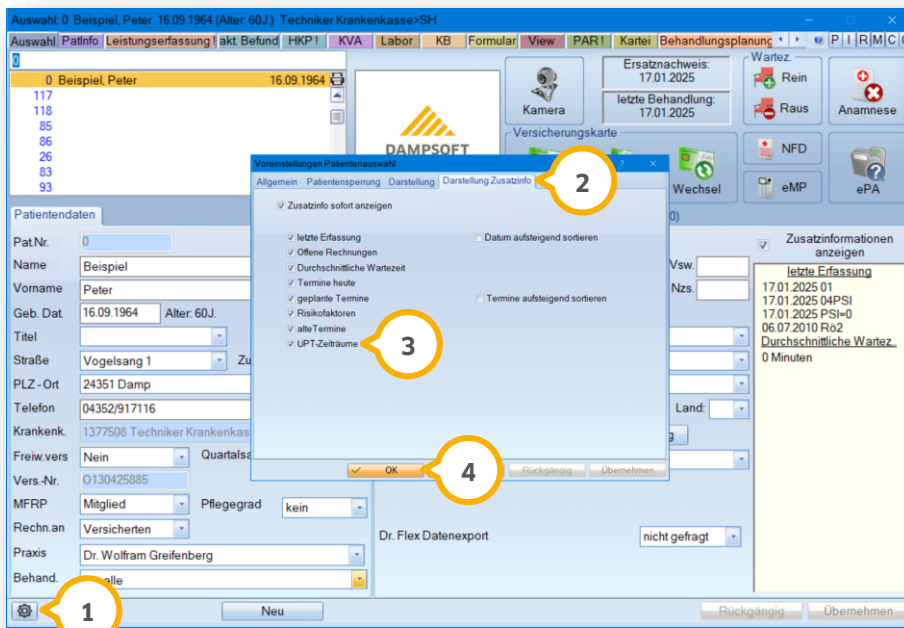 Auswahl: 0 Beispiel, Peter 16.09.1964 (Alter: 60J.) Techniker Krankenkasse>SH
Auswahl PatInfo Leistungserfassung! akt. Befund HKP! KVA Labor KB Formular View PAR! Kartei Behandlungsplanung P I R M C
0
0 Beispiel, Peter 16.09.1964
117
118
85
86
26
83
93
DAMPSOFT
Kamera
Ersatznachweis:
17.01.2025
letzte Behandlung:
17.01.2025
Wartez.
Rein
Raus
Anamnese
Versicherungskarte
Wechsel
NFD
eMP
ePA
Voreinstellungen Patientenauswahl ? ×
Allgemein Patientensperrung Darstellung Darstellung Zusatzinfo
2
Zusatzinfo sofort anzeigen
letzte Erfassung Datum aufsteigend sortieren
Offene Rechnungen
Durchschnittliche Wartezeit
Termine heute
geplante Termine Termine aufsteigend sortieren
Risikofaktoren
alte Termine
UPT-Zeiträume
3
OK Rückgängig Übernehmen
4
Patientendaten
Pat.Nr. 0
Name Beispiel
Vorname Peter
Geb. Dat. 16.09.1964 Alter: 60J.
Titel
Straße Vogelsang 1 Zu
PLZ - Ort 24351 Damp
Telefon 04352/917116
Krankenk. 1377508 Techniker Krankenkas
Freiw.vers Nein Quartalsa
Vers.-Nr. O130425885
MFRP Mitglied Pflegegrad kein
Rechn.an Versicherten
Praxis Dr. Wolfram Greifenberg
Behand. alle
0)
Vsw.
Nzs.
Land:
Dr. Flex Datenexport nicht gefragt
Zusatzinformationen
anzeigen
letzte Erfassung
17.01.2025 01
17.01.2025 04PSI
17.01.2025 PSI=0
06.07.2010 Rö2
Durchschnittliche Wartez..
0 Minuten
1
Neu Rückgängig Übernehmen